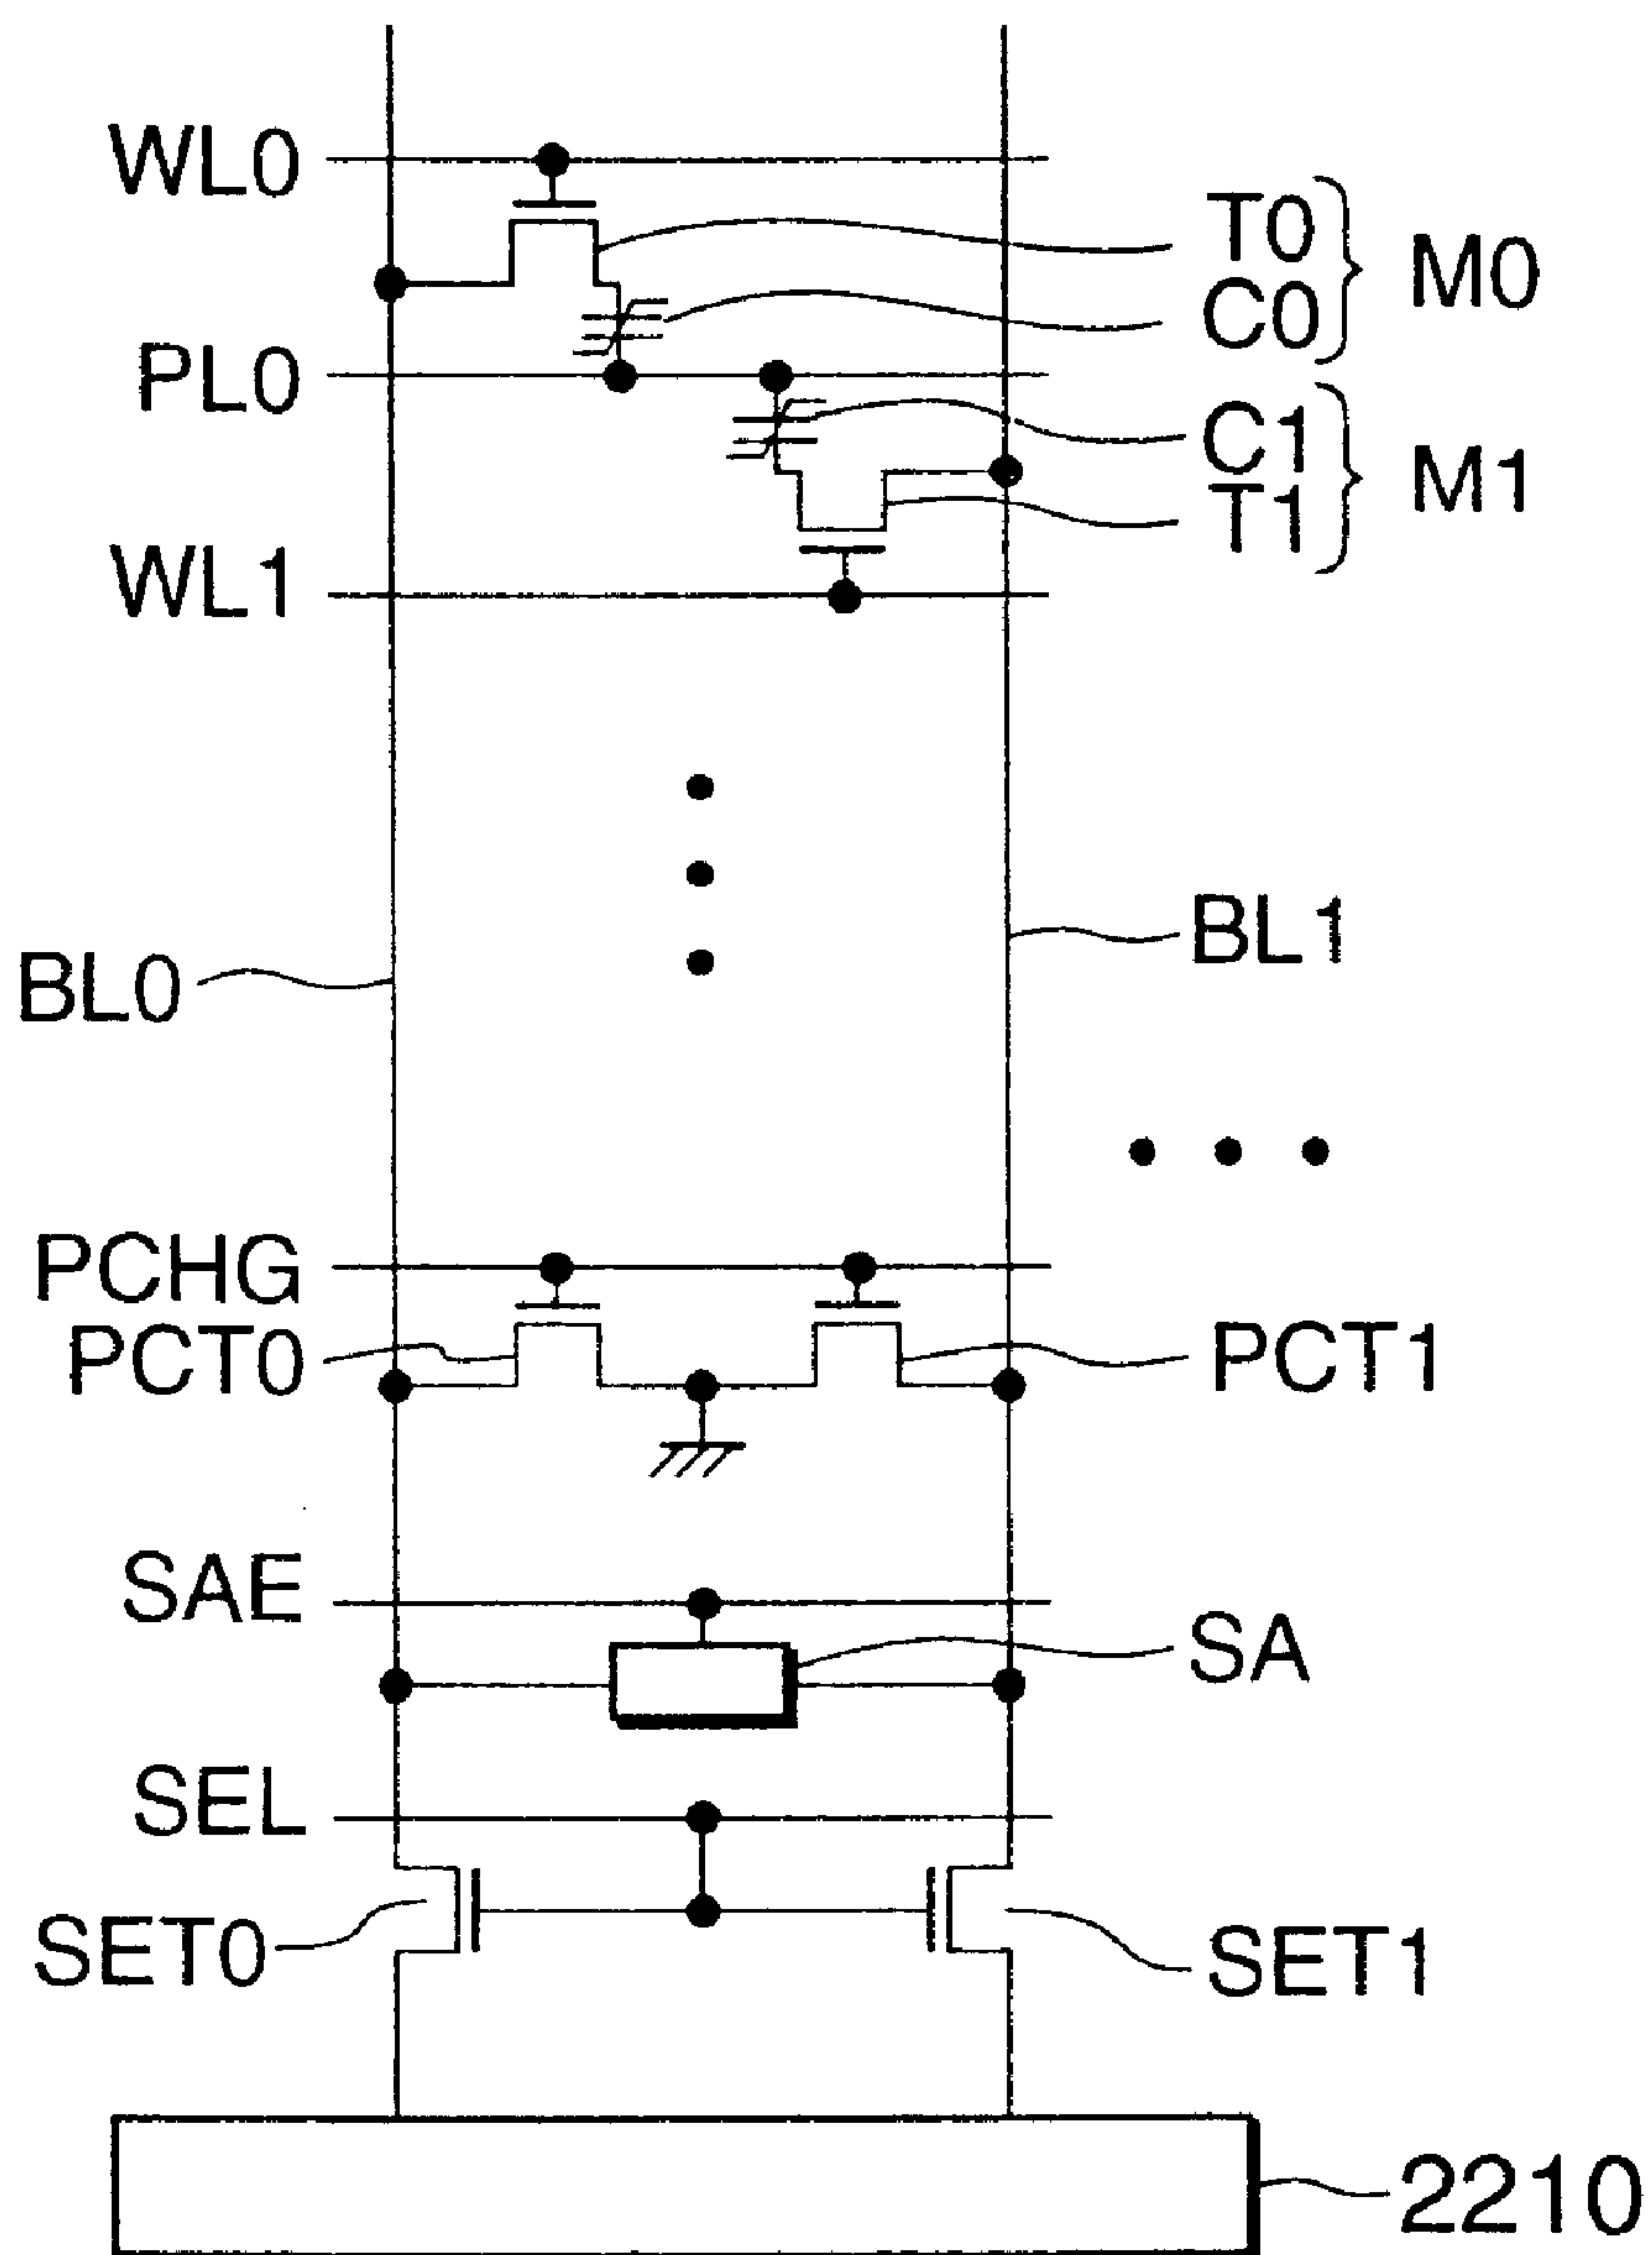 WL0
T0
C0
M0
PL0
C1
T1
M1
WL1
BL1
BL0
PCHG
PCT0
PCT1
SAE
SA
SEL
SET0
SET1
2210